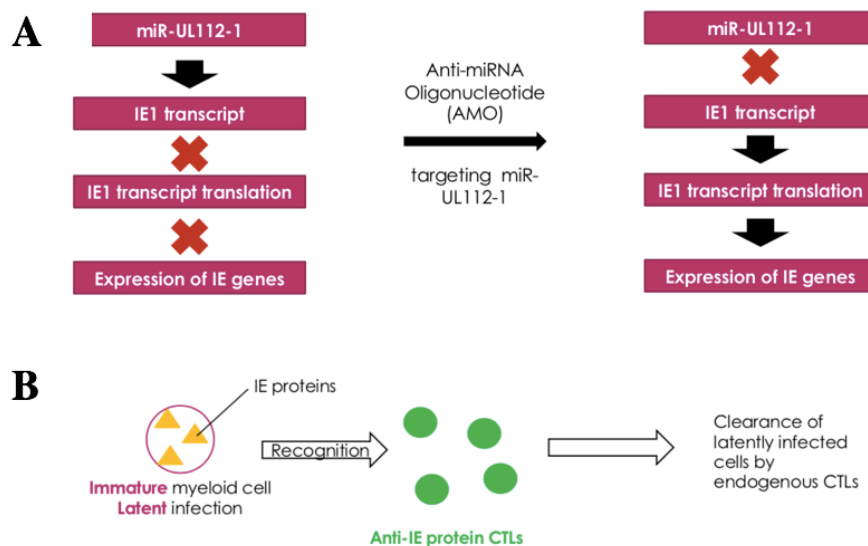 A
miR-UL112-1
IE1 transcript
IE1 transcript translation
Expression of IE genes
Anti-miRNA
Oligonucleotide
(AMO)
targeting miR-
UL112-1
miR-UL112-1
IE1 transcript
IE1 transcript translation
Expression of IE genes
B
IE proteins
Immature myeloid cell
Latent infection
Recognition
Anti-IE protein CTLs
Clearance of
latently infected
cells by
endogenous CTLs